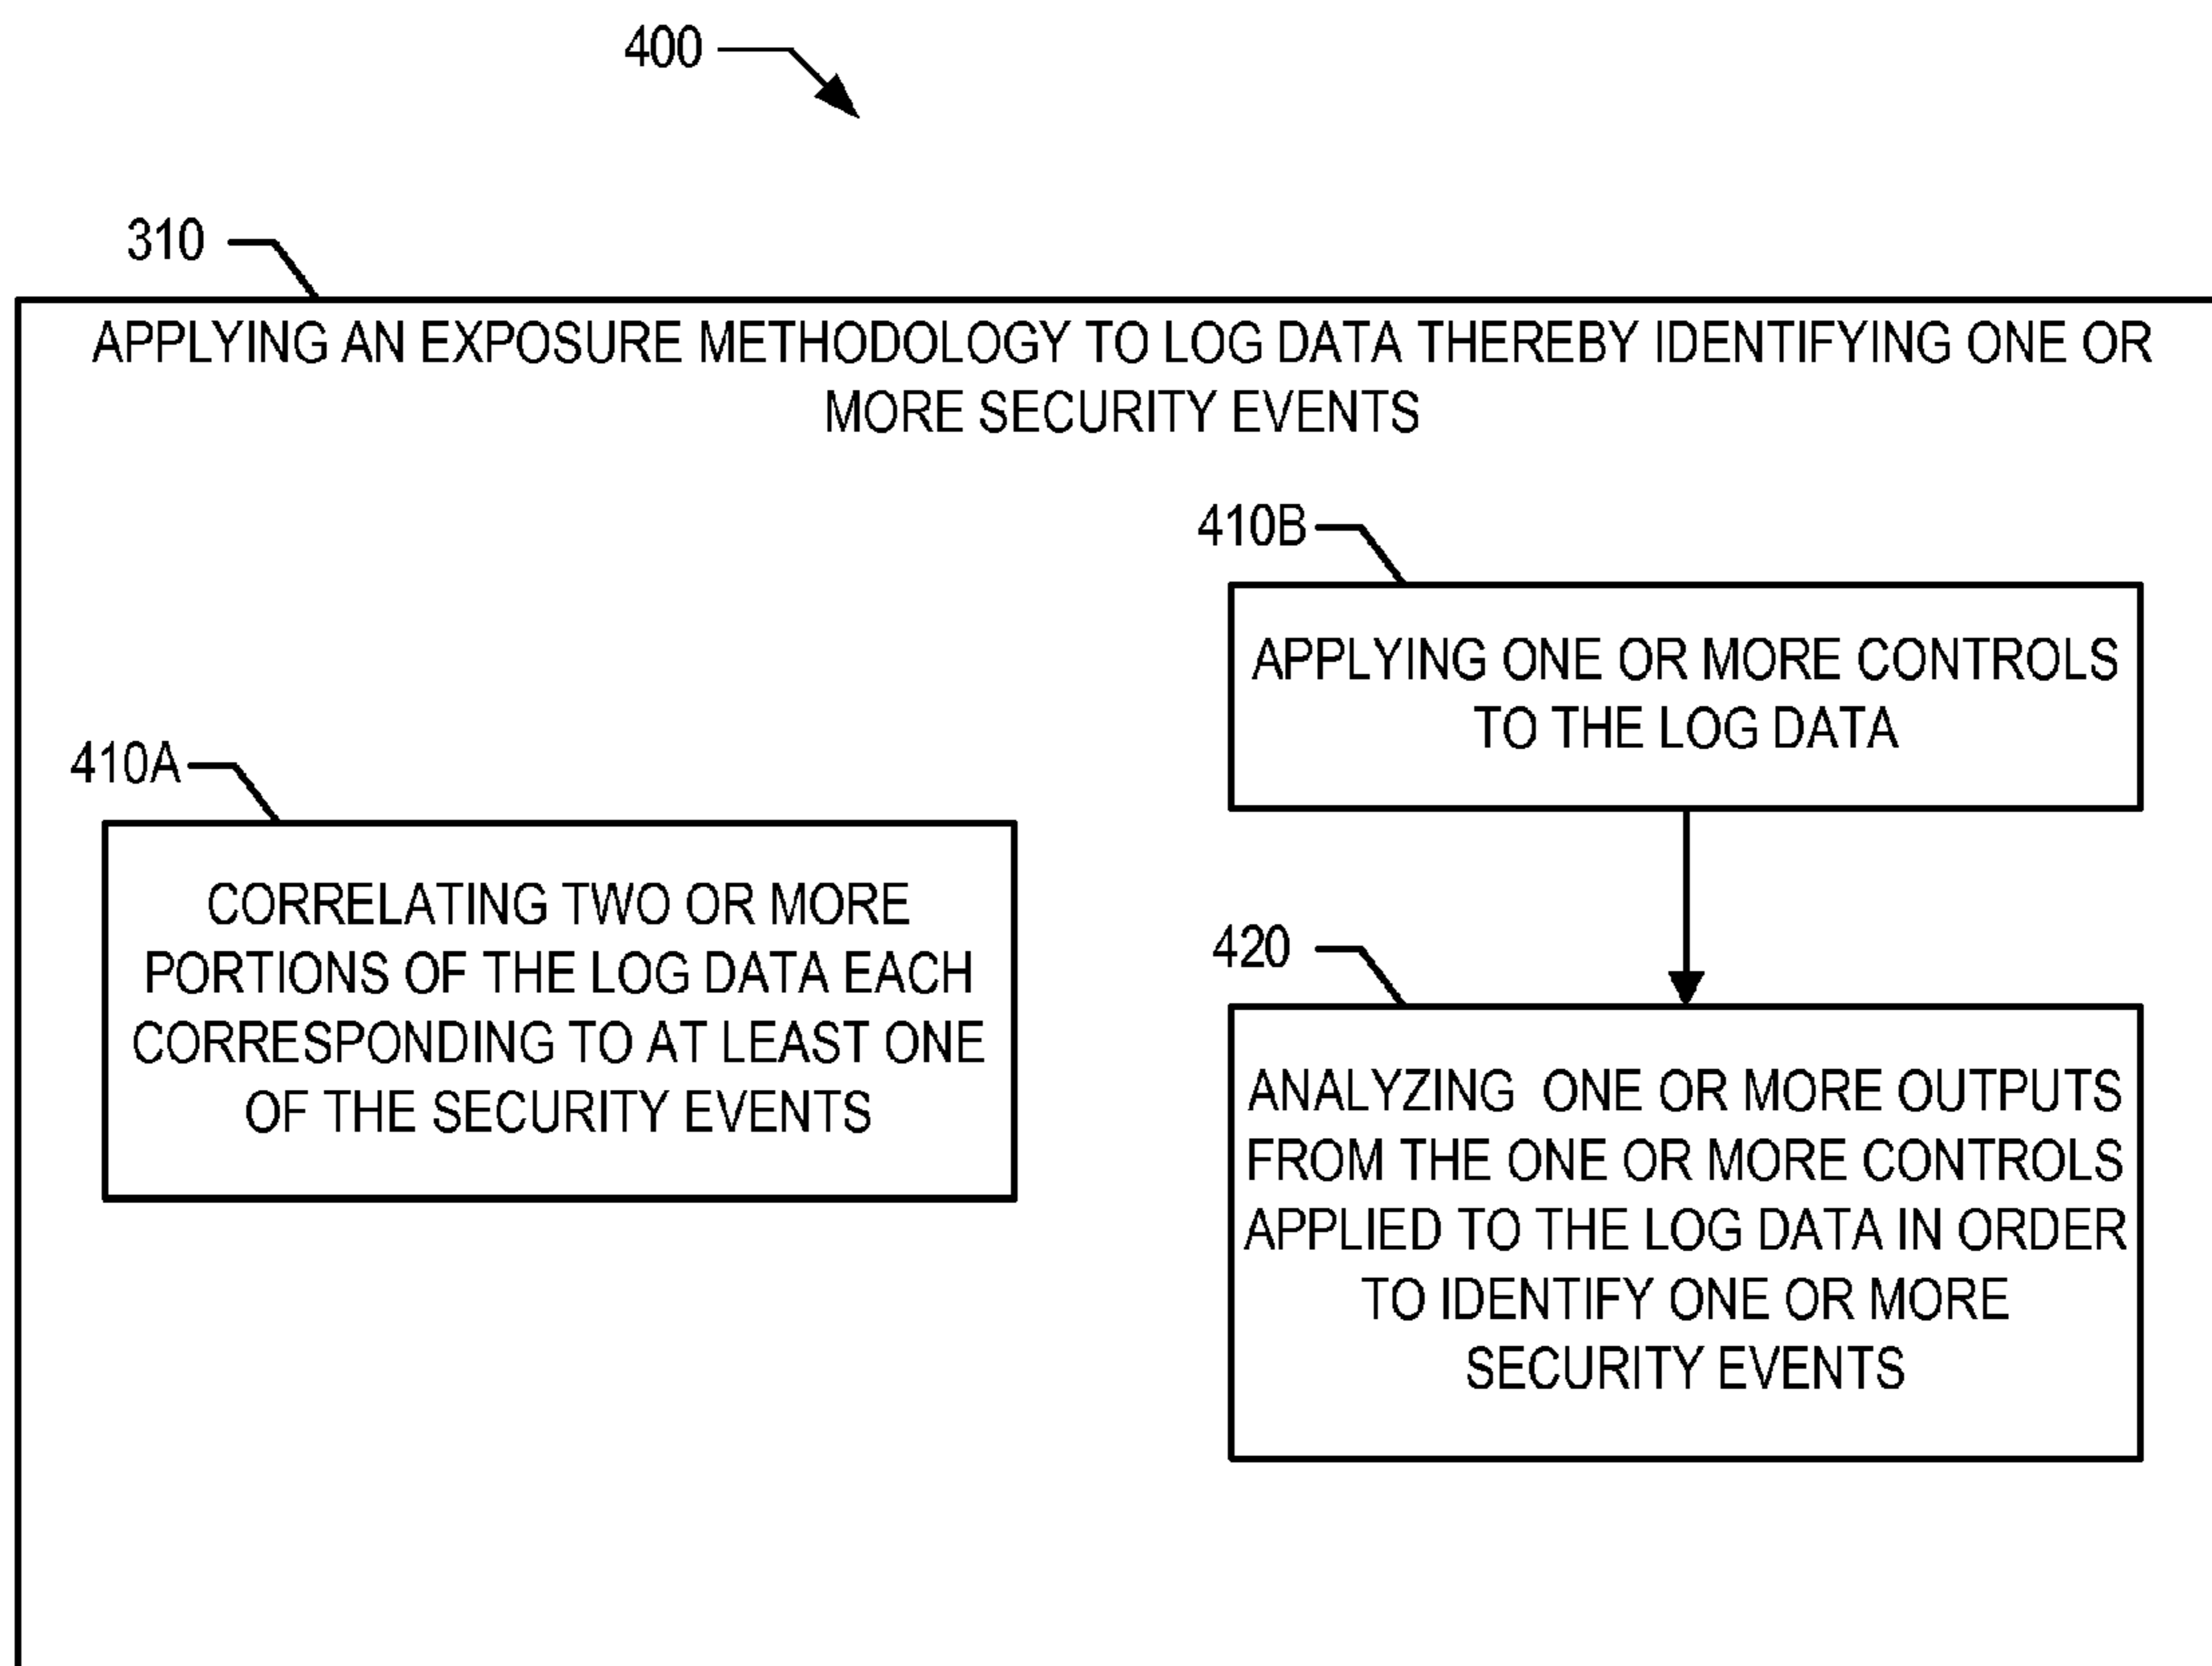 400
310
APPLYING AN EXPOSURE METHODOLOGY TO LOG DATA THEREBY IDENTIFYING ONE OR
MORE SECURITY EVENTS
410B
APPLYING ONE OR MORE CONTROLS
TO THE LOG DATA
410A
CORRELATING TWO OR MORE
PORTIONS OF THE LOG DATA EACH
CORRESPONDING TO AT LEAST ONE
OF THE SECURITY EVENTS
420
ANALYZING ONE OR MORE OUTPUTS
FROM THE ONE OR MORE CONTROLS
APPLIED TO THE LOG DATA IN ORDER
TO IDENTIFY ONE OR MORE
SECURITY EVENTS